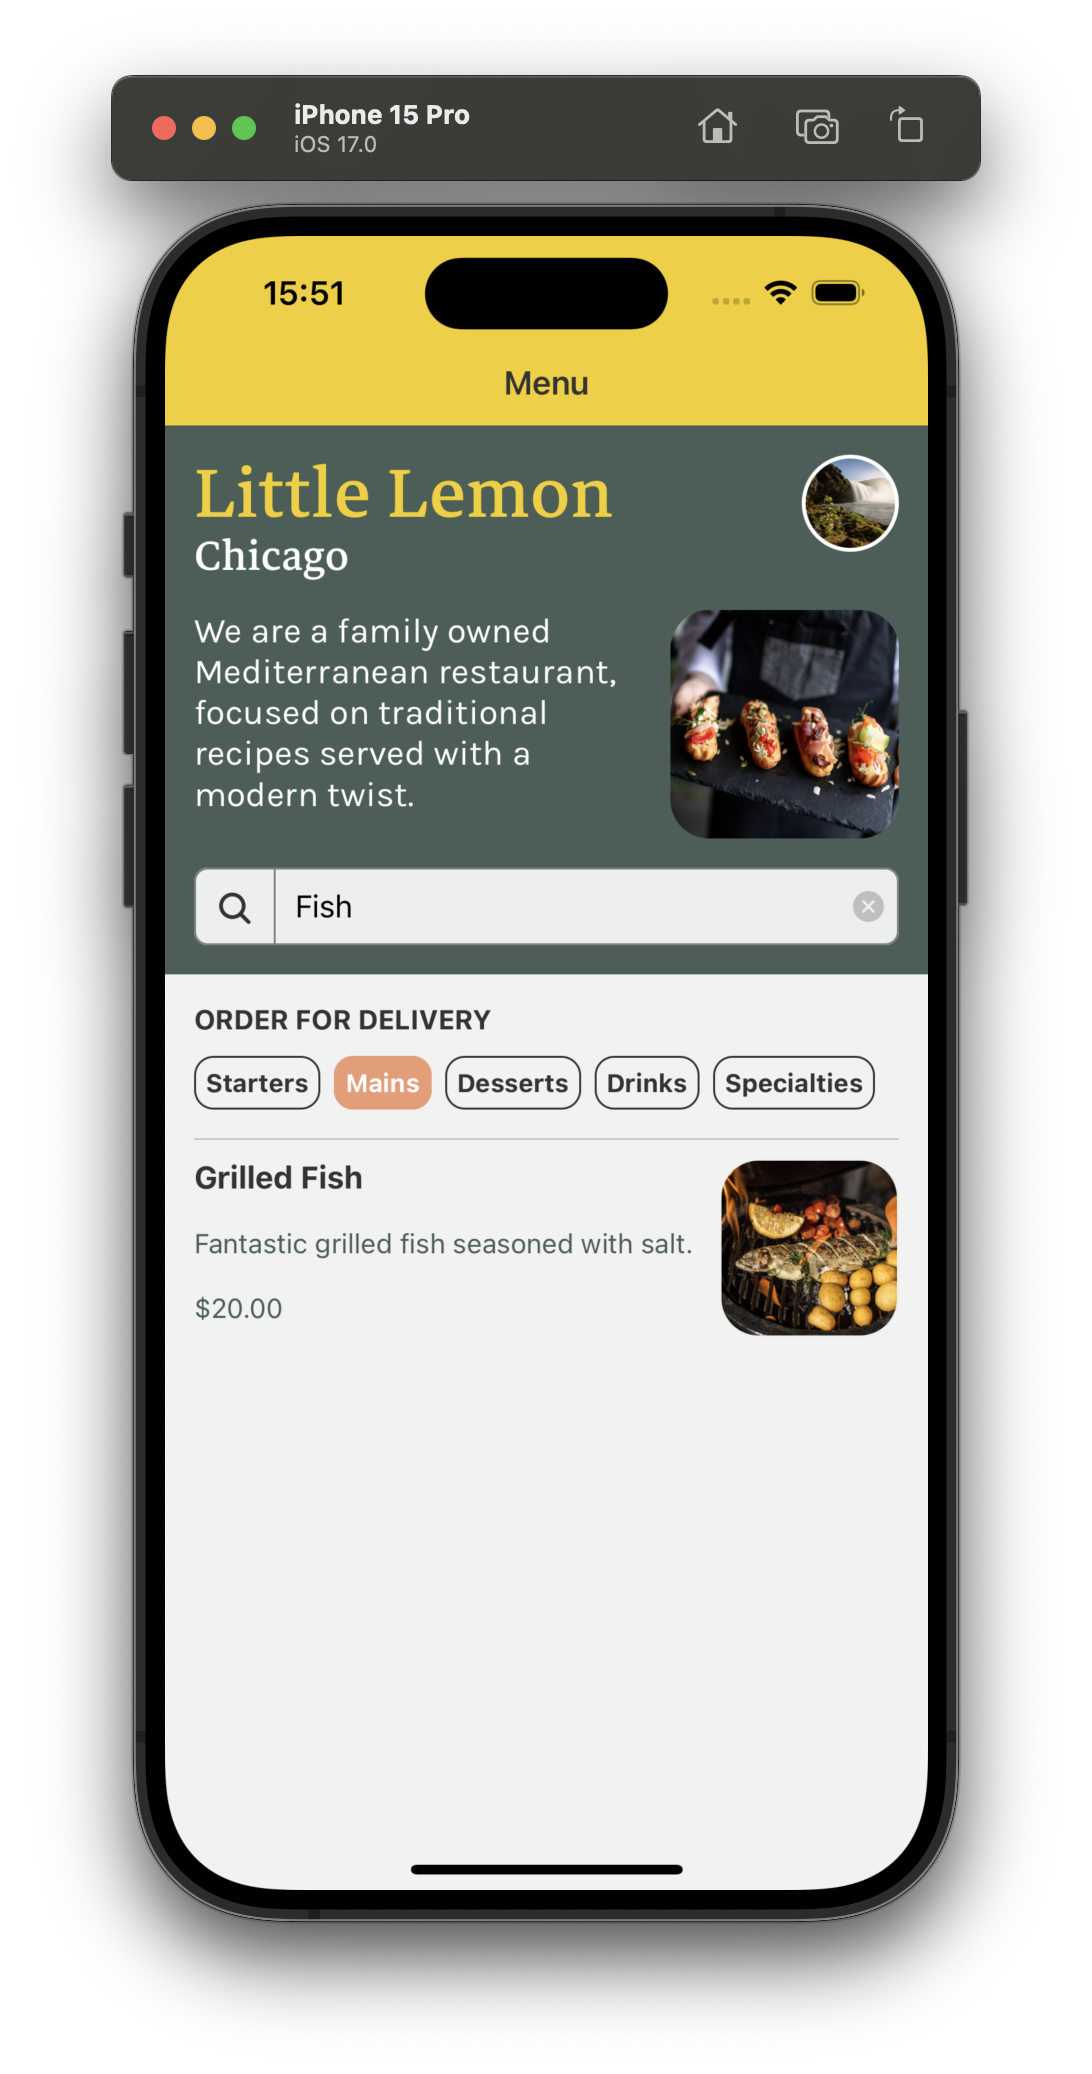 iPhone 15 Pro
iOS 17.0
15:51
Menu
Little Lemon
Chicago
We are a family owned
Mediterranean restaurant,
focused on traditional
recipes served with a
modern twist.
Fish
ORDER FOR DELIVERY
Starters Mains Desserts Drinks Specialties
Grilled Fish
Fantastic grilled fish seasoned with salt.
$20.00